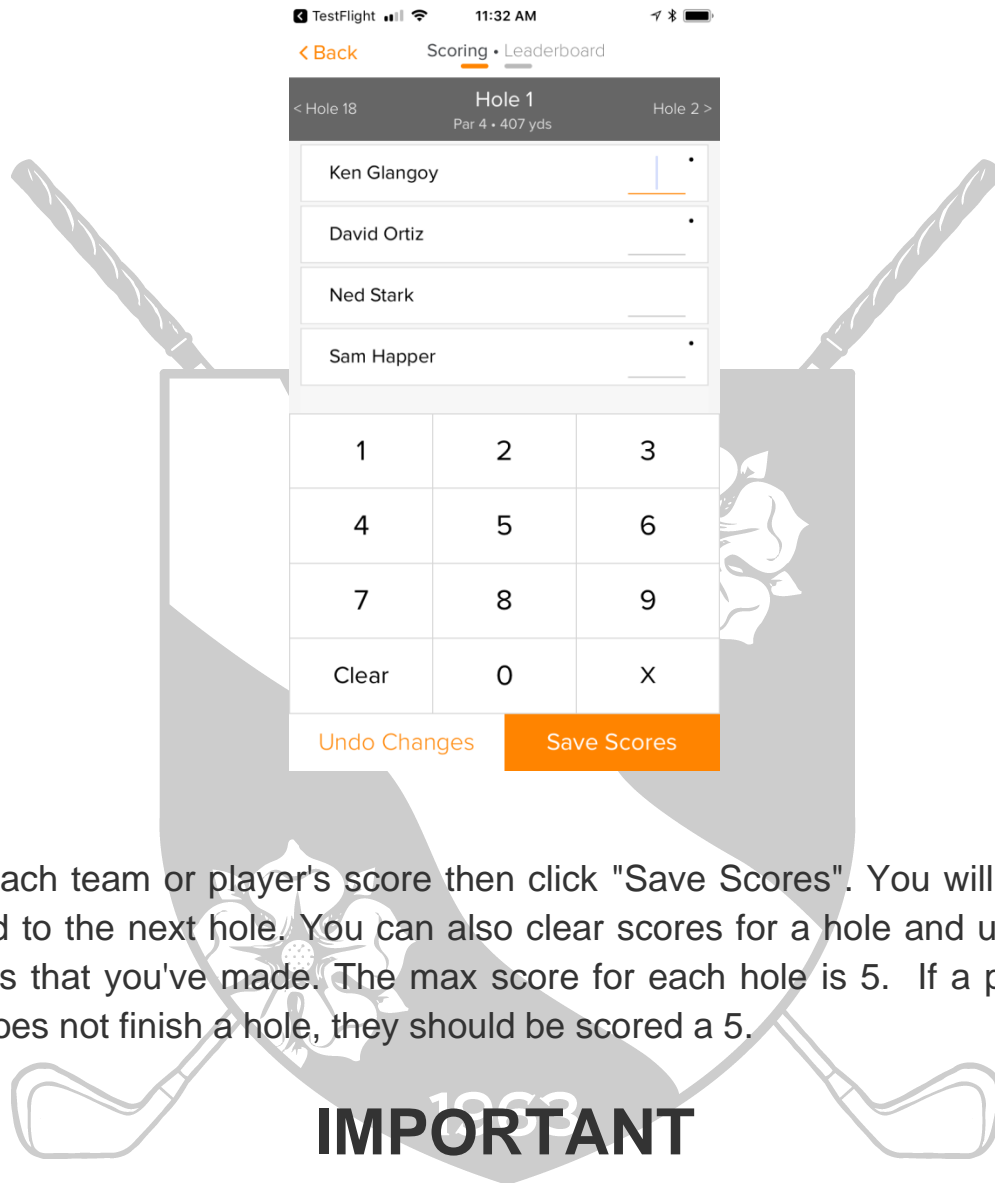 TestFlight 11:32 AM
< Back Scoring • Leaderboard
< Hole 18 Hole 1 Hole 2 >
Par 4 • 407 yds
Ken Glangoy
David Ortiz
Ned Stark
Sam Happer
1 2 3
4 5 6
7 8 9
Clear 0 X
Undo Changes Save Scores
ach team or player's score then click "Save Scores". You will
d to the next hole. You can also clear scores for a hole and u
s that you've made. The max score for each hole is 5. If a p
oes not finish a hole, they should be scored a 5.
1963
IMPORTANT